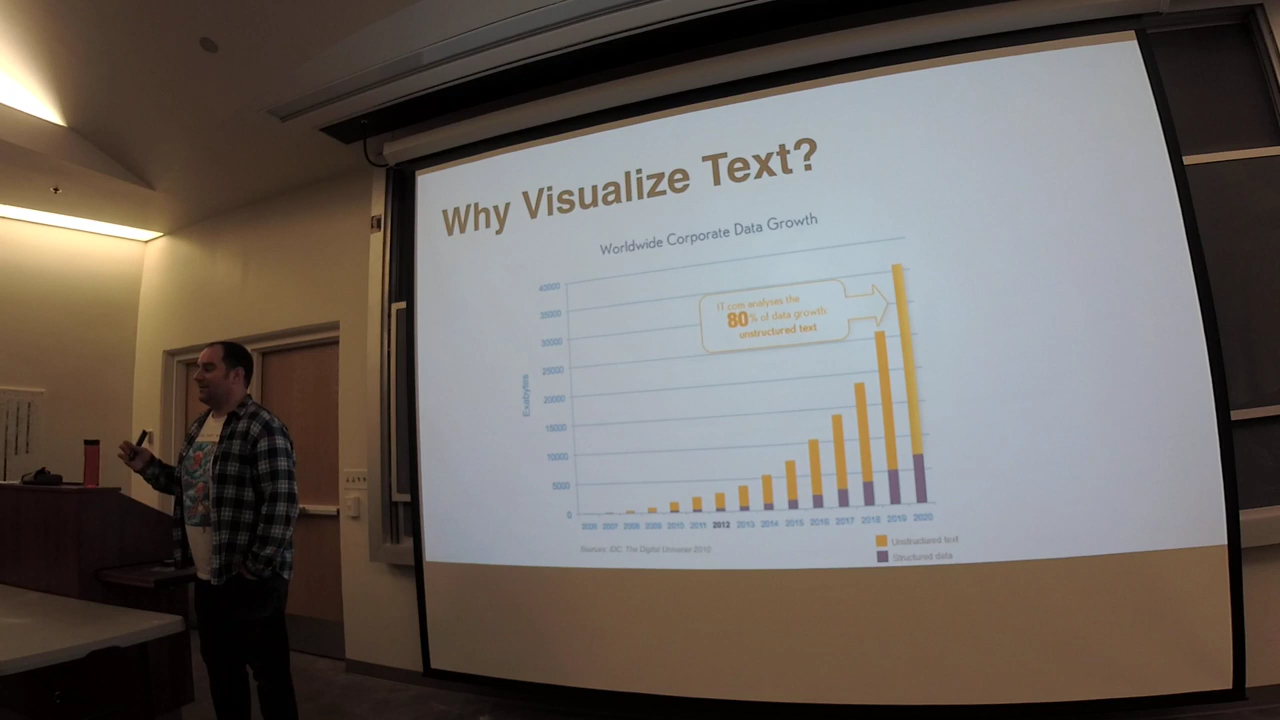 Why Visualize Text?
Worldwide Corporate Data Growth
40000
35000
30000
25000
20000
15000
10000
5000
0
Exabytes
IT.com analyses the
80% of data growth:
unstructured text
2006 2007 2008 2009 2010 2011 2012 2013 2014 2015 2016 2017 2018 2019 2020
Sources: IDC, The Digital Universe 2010
Unstructured text
Structured data